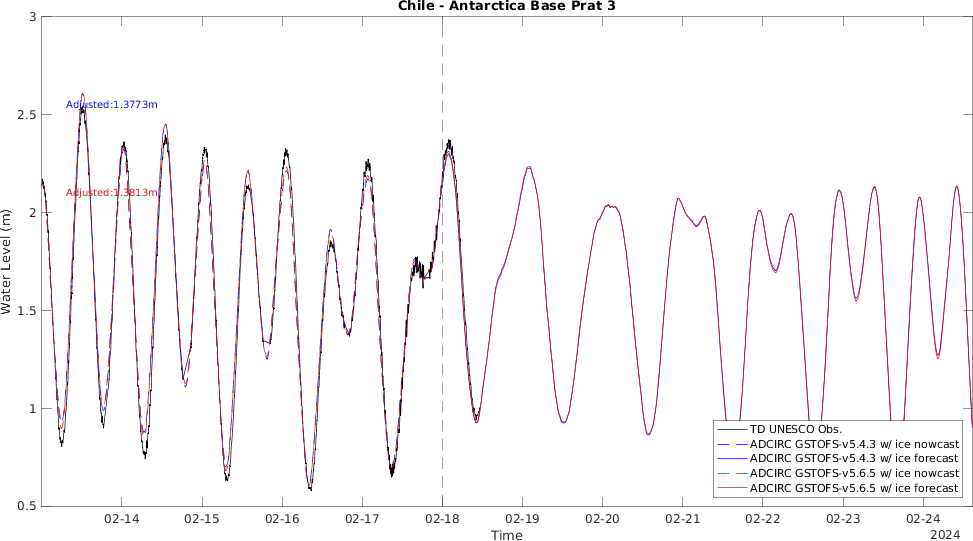 Chile - Antarctica Base Prat 3
3
2.5
2
1.5
1
0.5
Water Level (m)
Adjusted:1.3773m
Adjusted:1.3813m
TD UNESCO Obs.
ADCIRC GSTOFS-v5.4.3 w/ ice nowcast
ADCIRC GSTOFS-v5.4.3 w/ ice forecast
ADCIRC GSTOFS-v5.6.5 w/ ice nowcast
ADCIRC GSTOFS-v5.6.5 w/ ice forecast
02-14 02-15 02-16 02-17 02-18 02-19 02-20 02-21 02-22 02-23 02-24
Time
2024